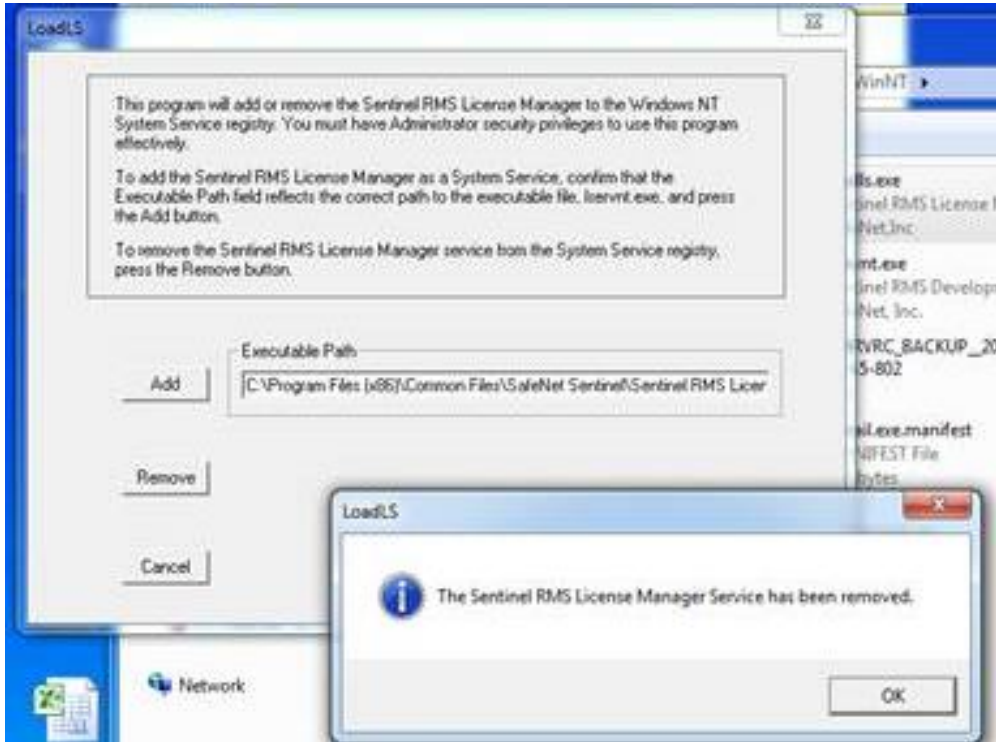 LoadLS
This program will add or remove the Sentinel RMS License Manager to the Windows NT
System Service registry. You must have Administrator security privileges to use this program
effectively.
To add the Sentinel RMS License Manager as a System Service, confirm that the
Executable Path field reflects the correct path to the executable file, lservnt.exe, and press
the Add button.
To remove the Sentinel RMS License Manager service from the System Service registry,
press the Remove button.
Executable Path
Add
C:\Program Files (x86)\Common Files\SafeNet Sentinel\Sentinel RMS Licer
Remove
Cancel
WinNT
ls.exe
inel RMS License
Net,Inc
nt.exe
inel RMS Develop
Net, Inc.
RVRC_BACKUP_20
5-802
ail.exe.manifest
NIFEST File
bytes
LoadLS
The Sentinel RMS License Manager Service has been removed.
OK
Network